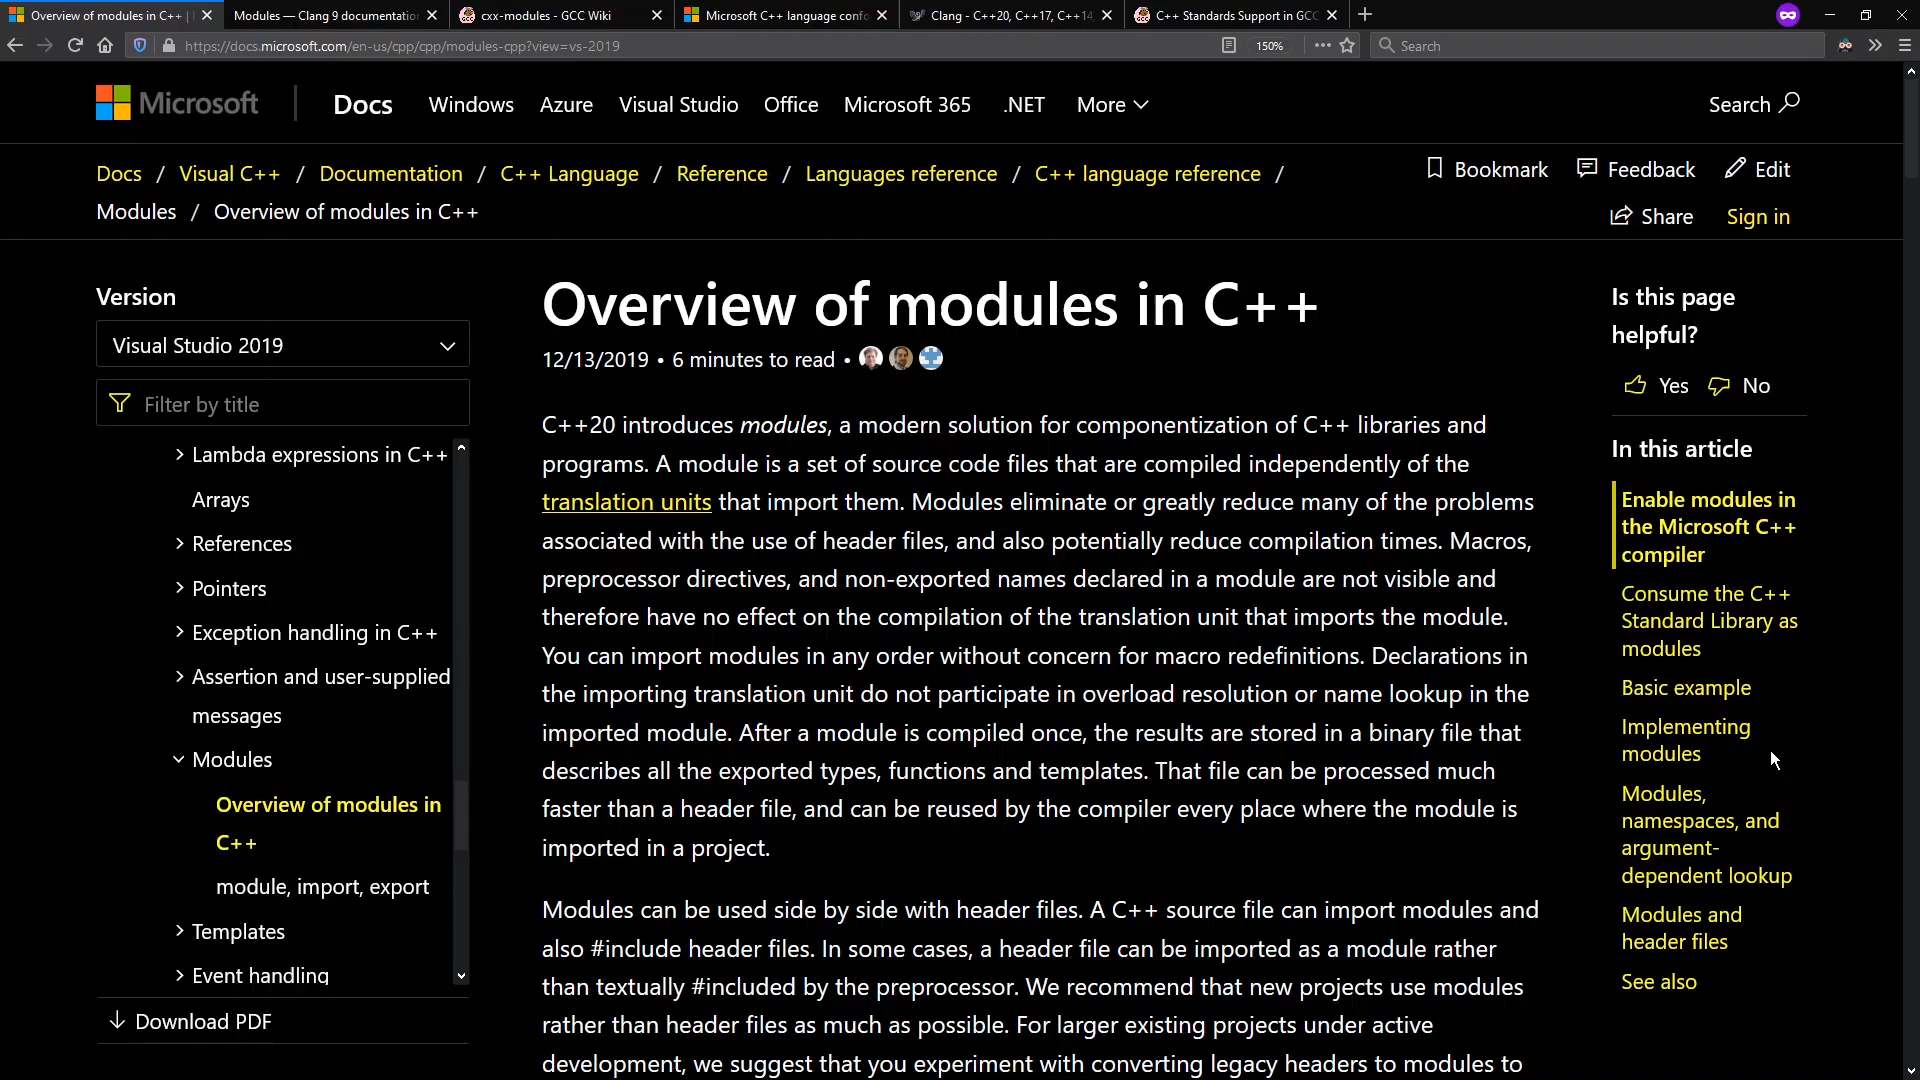 Overview of modules in C++ |
Modules — Clang 9 documentatio
cxx-modules - GCC Wiki
Microsoft C++ language confo
Clang - C++20, C++17, C++14,
C++ Standards Support in GCC
https://docs.microsoft.com/en-us/cpp/cpp/modules-cpp?view=vs-2019
150%
Search
Microsoft
Docs
Windows
Azure
Visual Studio
Office
Microsoft 365
.NET
More
Search
Docs / Visual C++ / Documentation / C++ Language / Reference / Languages reference / C++ language reference /
Modules / Overview of modules in C++
Bookmark
Feedback
Edit
Share
Sign in
Version
Visual Studio 2019
Filter by title
Lambda expressions in C++
Arrays
References
Pointers
Exception handling in C++
Assertion and user-supplied
messages
Modules
Overview of modules in
C++
module, import, export
Templates
Event handling
Download PDF
Overview of modules in C++
12/13/2019 • 6 minutes to read •
C++20 introduces modules, a modern solution for componentization of C++ libraries and
programs. A module is a set of source code files that are compiled independently of the
translation units that import them. Modules eliminate or greatly reduce many of the problems
associated with the use of header files, and also potentially reduce compilation times. Macros,
preprocessor directives, and non-exported names declared in a module are not visible and
therefore have no effect on the compilation of the translation unit that imports the module.
You can import modules in any order without concern for macro redefinitions. Declarations in
the importing translation unit do not participate in overload resolution or name lookup in the
imported module. After a module is compiled once, the results are stored in a binary file that
describes all the exported types, functions and templates. That file can be processed much
faster than a header file, and can be reused by the compiler every place where the module is
imported in a project.
Modules can be used side by side with header files. A C++ source file can import modules and
also #include header files. In some cases, a header file can be imported as a module rather
than textually #included by the preprocessor. We recommend that new projects use modules
rather than header files as much as possible. For larger existing projects under active
development, we suggest that you experiment with converting legacy headers to modules to
Is this page
helpful?
Yes
No
In this article
Enable modules in
the Microsoft C++
compiler
Consume the C++
Standard Library as
modules
Basic example
Implementing
modules
Modules,
namespaces, and
argument-
dependent lookup
Modules and
header files
See also